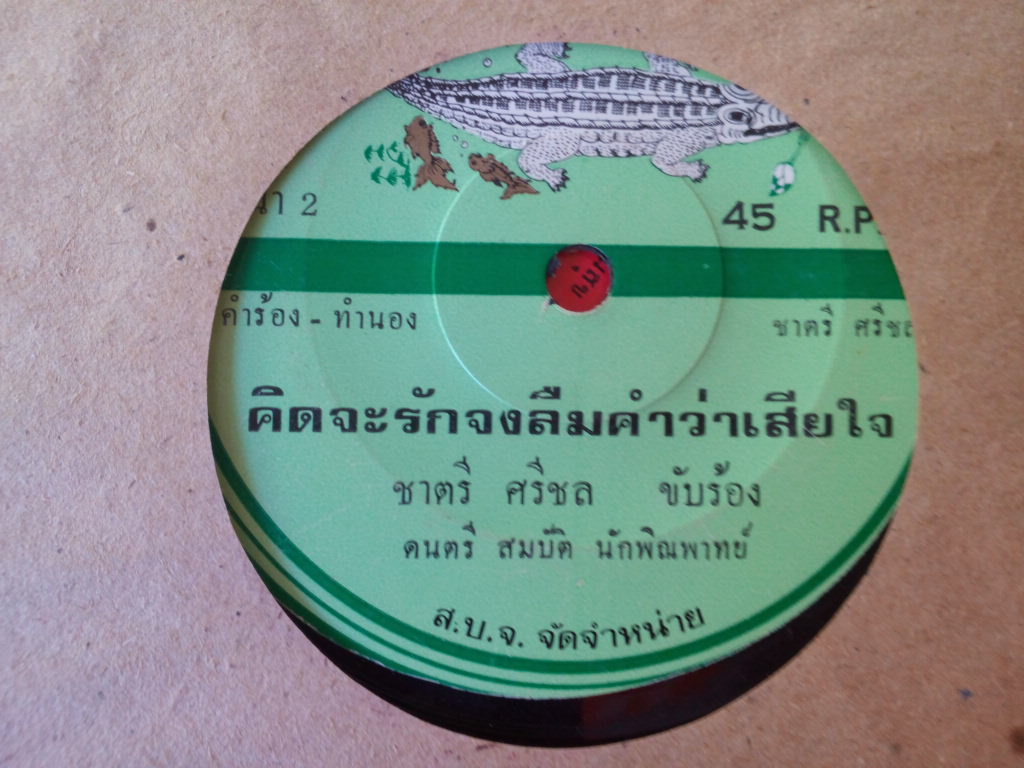 2
45 R.P.
คำร้อง - ทำนอง
ชาตรี ศรีช
คิดจะรักจงลืมคำว่าเสียใจ
ชาตรี ศรีชล ขับร้อง
ดนตรี สมบัติ นักพิณพาทย์
ส.บ.จ. จัดจำหน่าย